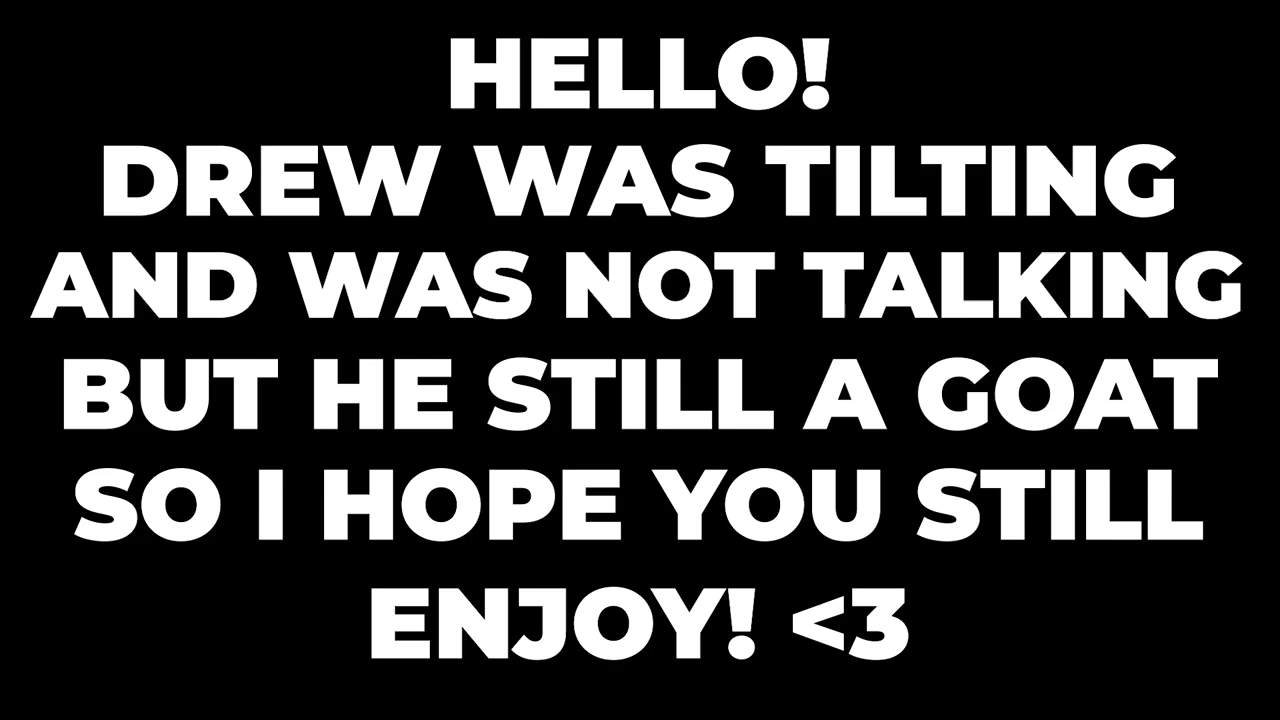 HELLO!
DREW WAS TILTING
AND WAS NOT TALKING
BUT HE STILL A GOAT
SO I HOPE YOU STILL
ENJOY! <3